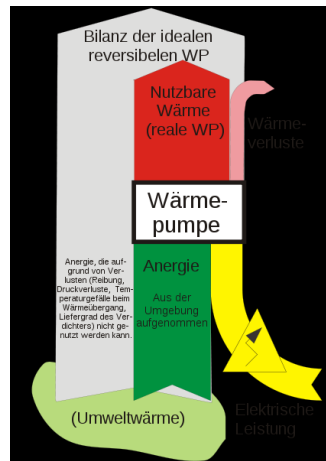 Bilanz der idealen
reversibelen WP
Nutzbare
Wärme
(reale WP)
Wärme-
verluste
Wärme-
pumpe
Anergie, die auf-
grund von Ver-
lusten (Reibung,
Druckverluste, Tem-
peraturgefälle beim
Wärmeübergang,
Liefergrad des Ver-
dichters) nicht ge-
nutzt werden kann.
Anergie
Aus der
Umgebung
aufgenommen
(Umweltwärme)
Elektrische
Leistung